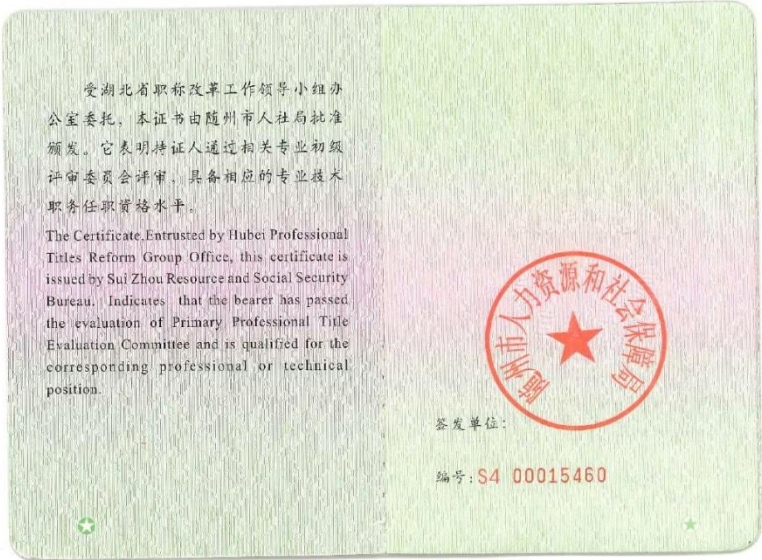 受湖北省职称改革工作领导小组办
公室委托，本证书由随州市人社局批准
颁发。它表明持证人通过相关专业初级
评审委员会评审，具备相应的专业技术
职务任职资格水平。
The Certificate,Entrusted by Hubei Professional
Titles Reform Group Office, this certificate is
issued by Sui Zhou Resource and Social Security
Bureau. Indicates that the bearer has passed
the evaluation of Primary Professional Title
Evaluation Committee and is qualified for the
corresponding professional or technical
position.
随州市人力资源和社会保障局
签发单位：
编号：S4 00015460